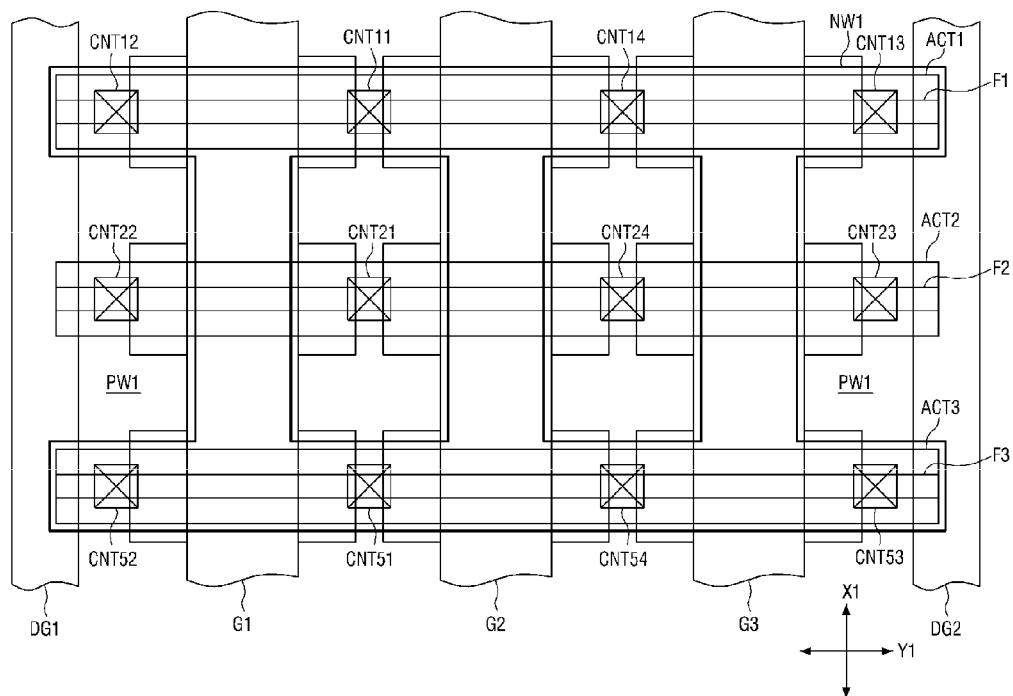 CNT12
CNT11
CNT14
NW1
CNT13
ACT1
F1
CNT22
CNT21
CNT24
CNT23
ACT2
F2
PW1
PW1
ACT3
F3
CNT52
CNT51
CNT54
CNT53
DG1
G1
G2
G3
DG2
X1
Y1